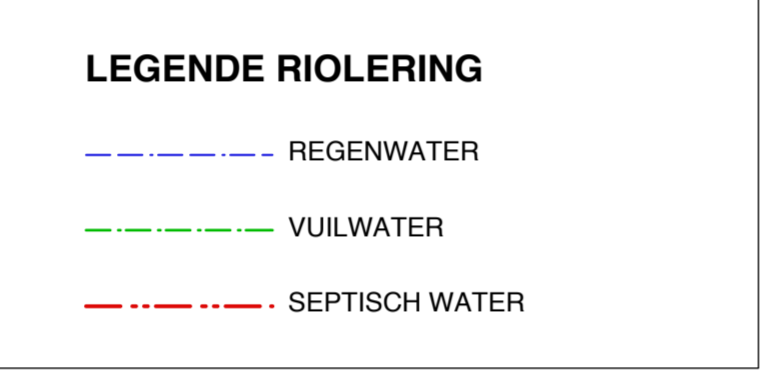 LEGENDE RIOLERING
REGENWATER
VUILWATER
SEPTISCH WATER